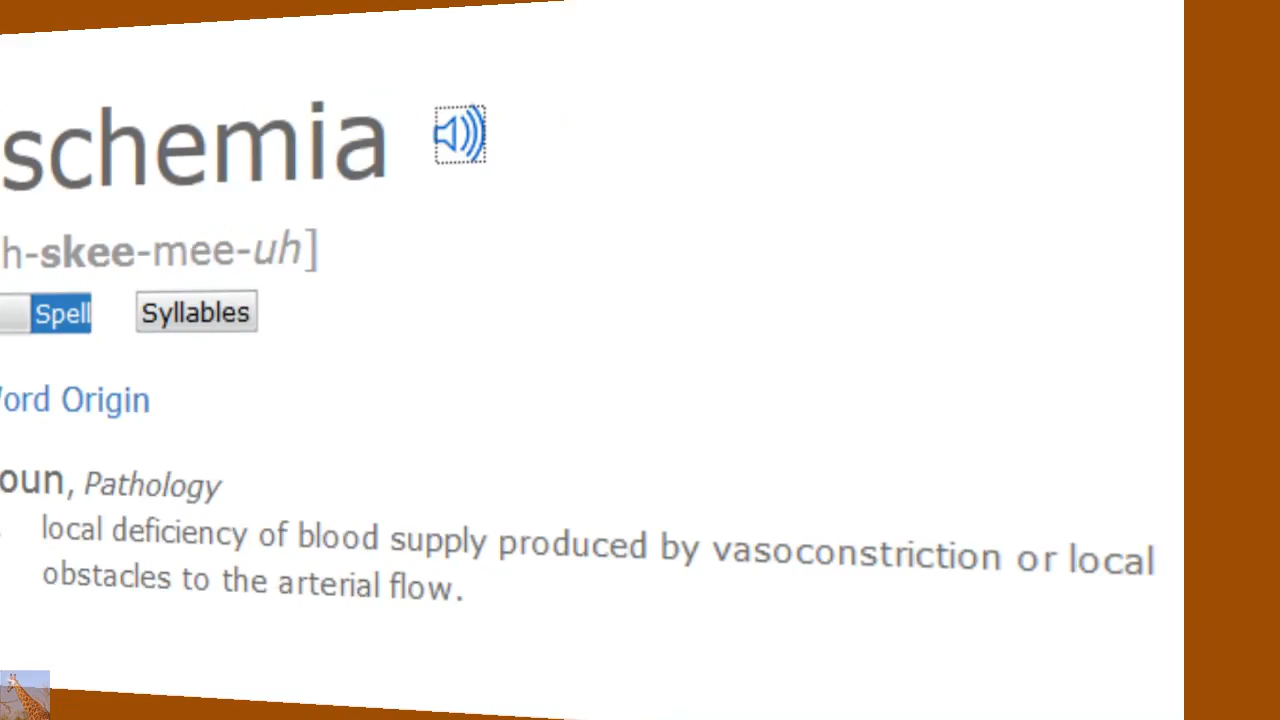 schemia
h-skee-mee-uh]
Spell Syllables
ord Origin
oun, Pathology
local deficiency of blood supply produced by vasoconstriction or local
obstacles to the arterial flow.